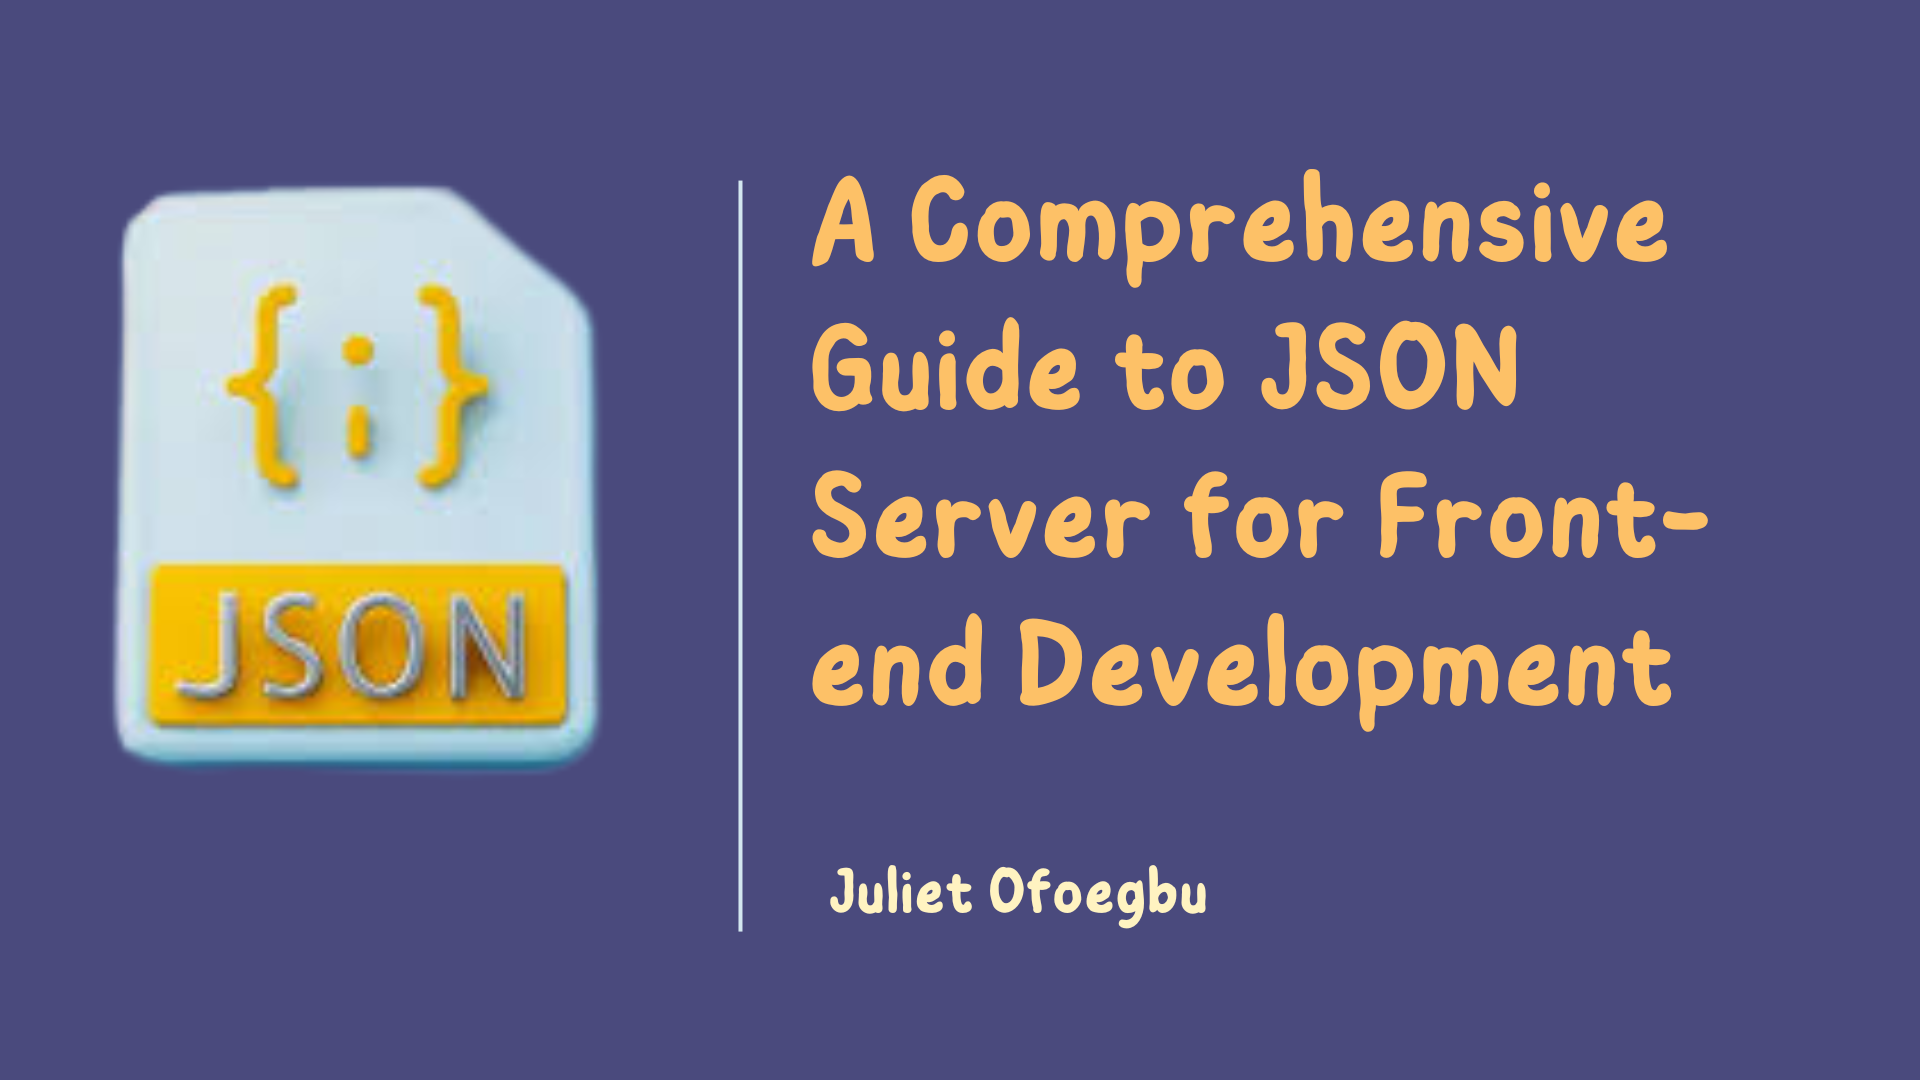 {;}
JSON
A Comprehensive
Guide to JSON
Server for Front-
end Development
Juliet Ofoegbu